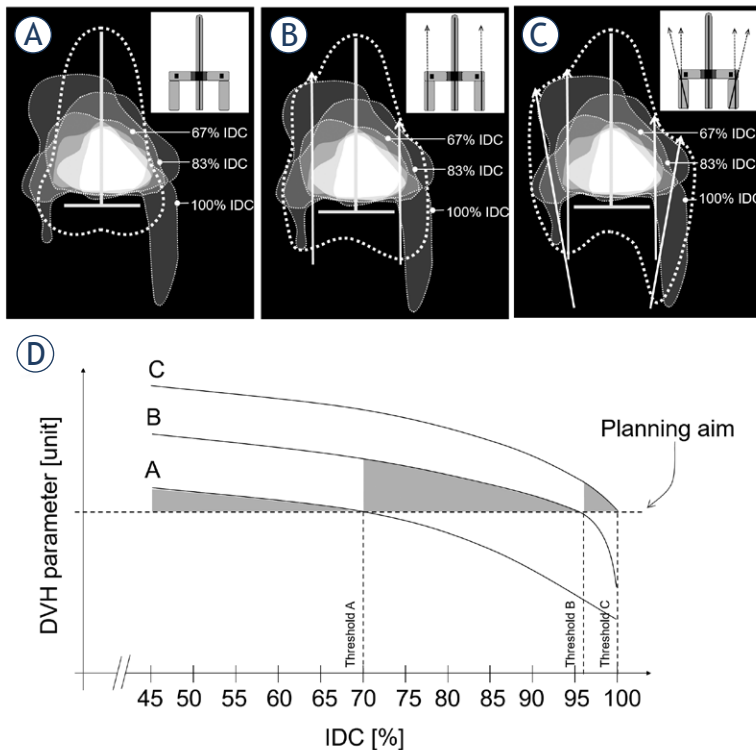 A
67% IDC
83% IDC
100% IDC
B
67% IDC
83% IDC
100% IDC
C
67% IDC
83% IDC
100% IDC
D
C
B
A
Planning aim
DVH parameter [unit]
Threshold A
Threshold B
Threshold C
45 50 55 60 65 70 75 80 85 90 95 100
IDC [%]